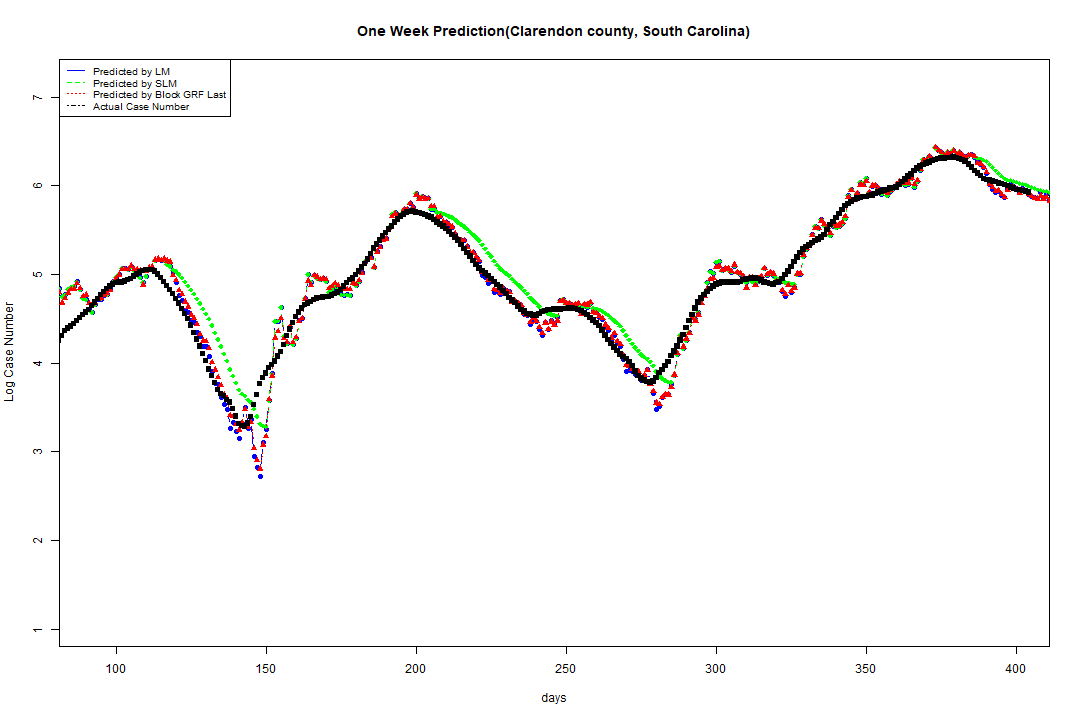 One Week Prediction(Clarendon county, South Carolina)
Predicted by LM
Predicted by SLM
Predicted by Block GRF Last
Actual Case Number
7
6
5
4
3
2
1
Log Case Number
100 150 200 250 300 350 400
days